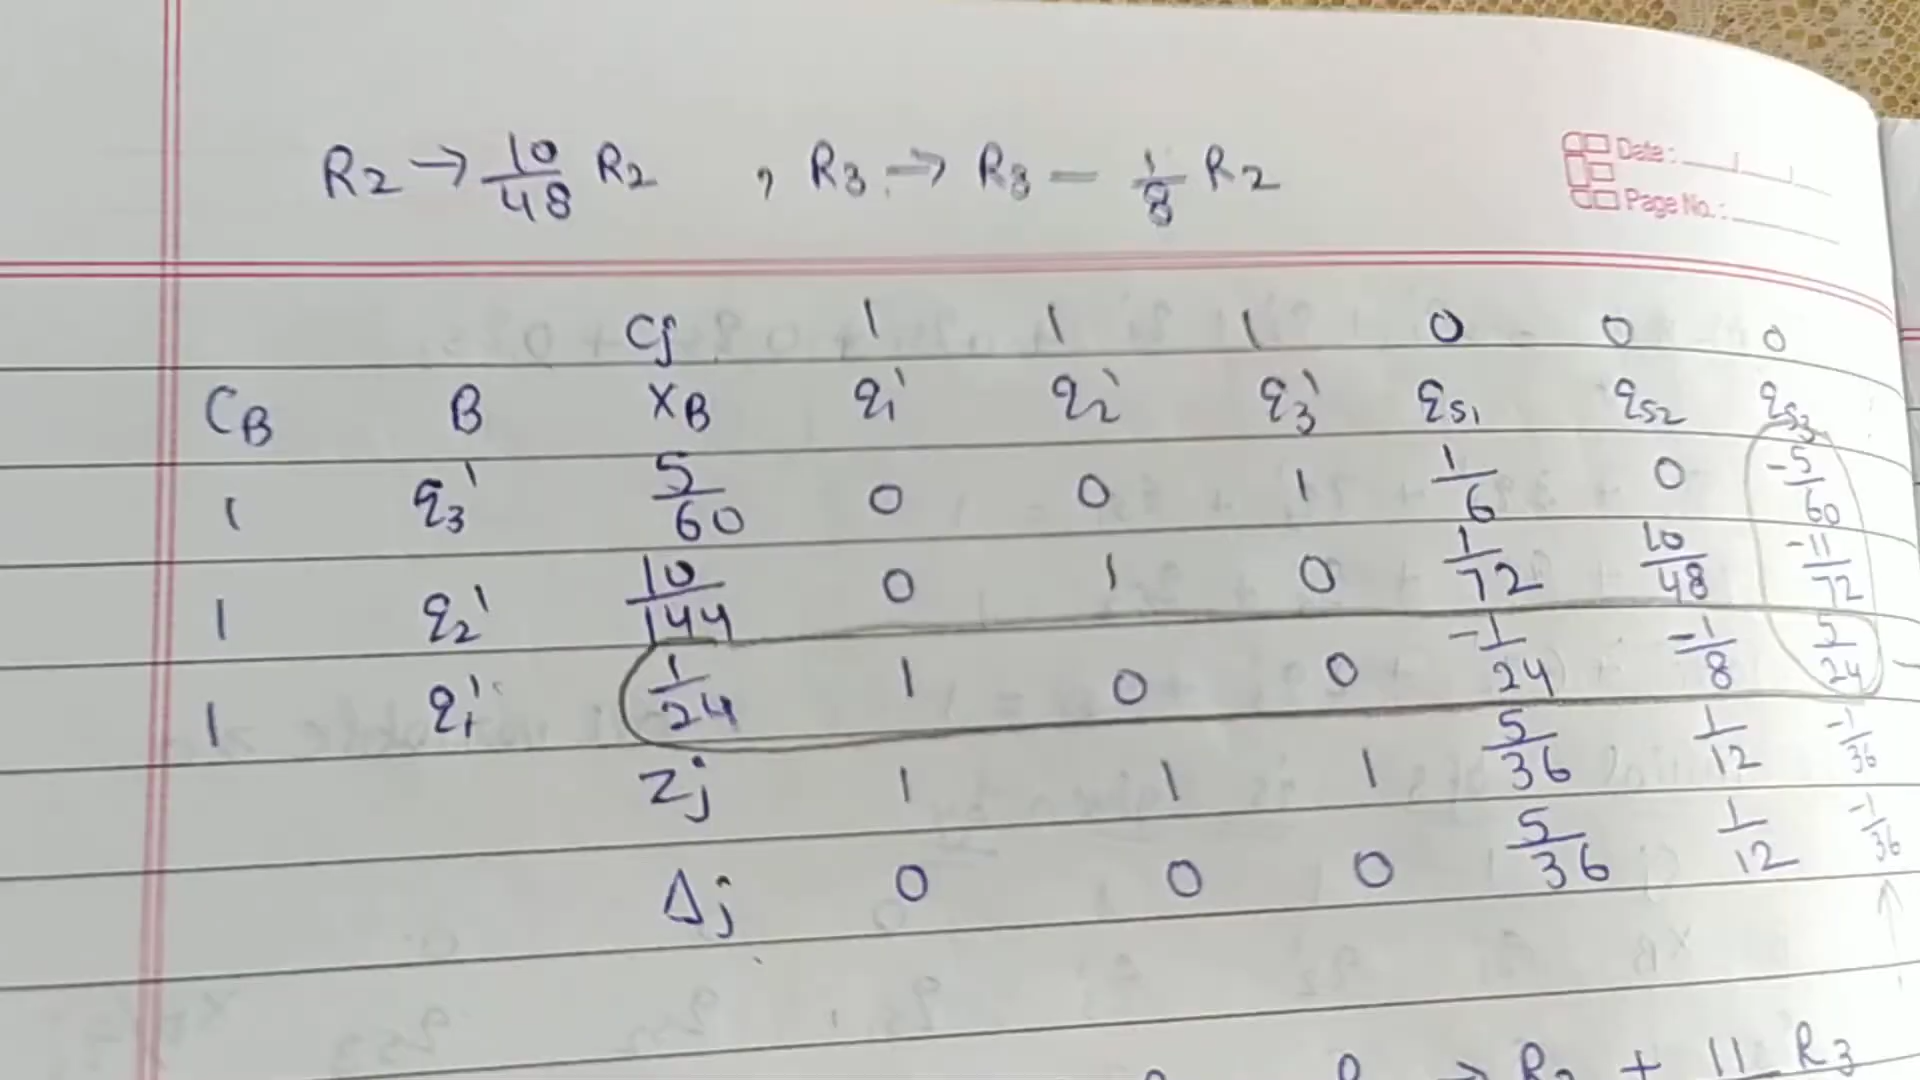 R2 → 10/48 R2 , R3 → R3 − 1/8 R2
Date :
Page No. :
Cj 1 1 1 0 0 0
CB B XB q1' q2' q3' qs1 qs2 qs3
1 q3' 5/60 0 0 1 1/6 0 -5/60
1 q2' 10/144 0 1 0 1/72 10/48 -11/72
1 q1' 1/24 1 0 0 -1/24 -1/8 5/24
Zj 1 1 1 5/36 1/12 -1/36
Δj 0 0 0 5/36 1/12 -1/36
→ R2 + 11 R3